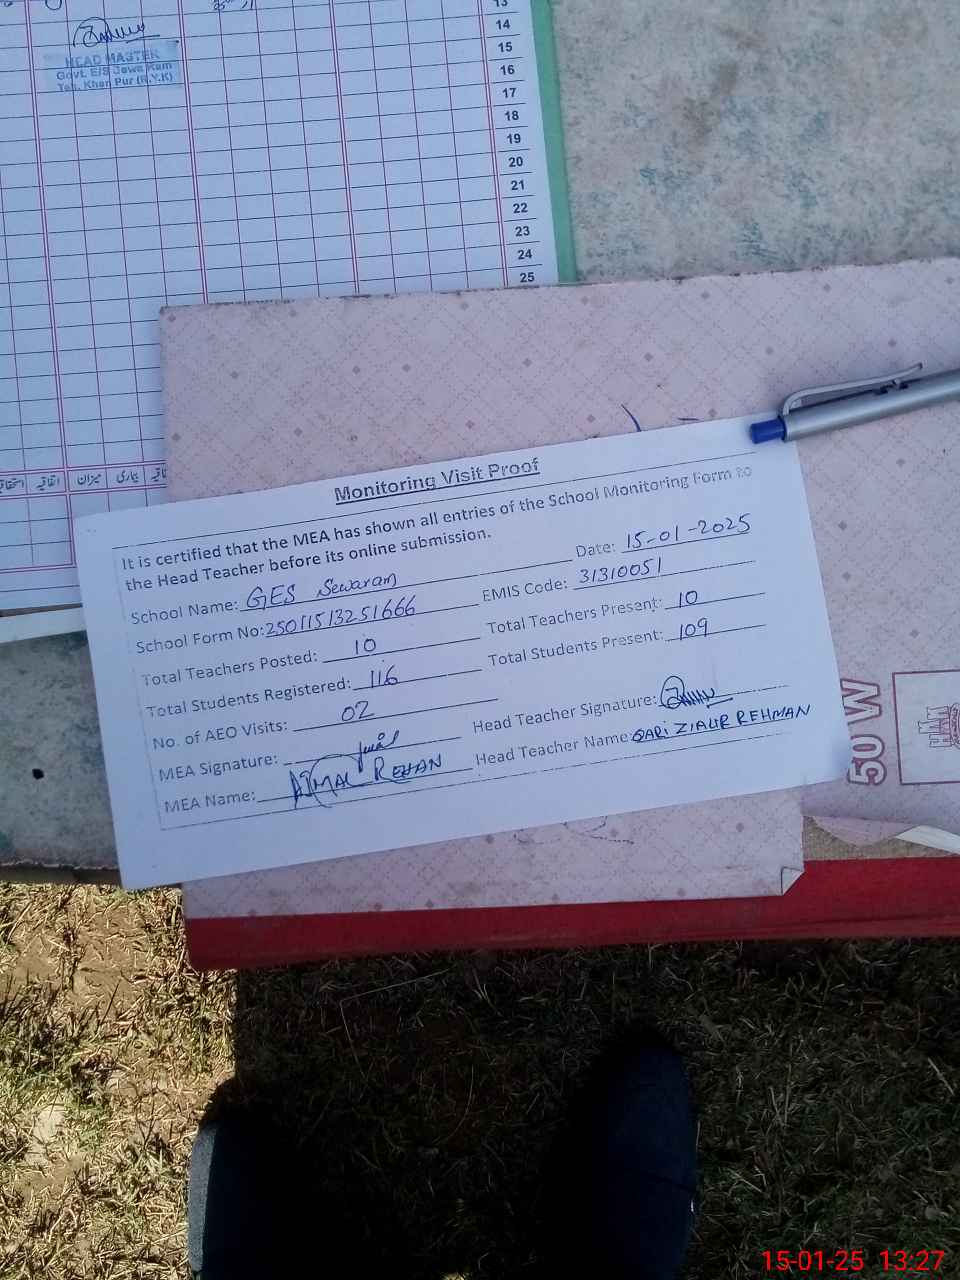 13
14
15
16
17
18
19
20
21
22
23
24
25
HEAD MASTER
Govt. E/S Jewa Ram
Teh. Khan Pur (R.Y.K)
اتفاقیہ میزان بیماری
Monitoring Visit Proof
It is certified that the MEA has shown all entries of the School Monitoring Form to
the Head Teacher before its online submission.
Date: 15-01-2025
School Name: GES Sewaram
EMIS Code: 31310051
School Form No: 25011513251666
Total Teachers Present: 10
Total Teachers Posted: 10
Total Students Present: 109
Total Students Registered: 116
No. of AEO Visits: 02
Head Teacher Signature:
MEA Signature:
Head Teacher Name QARI ZIAUR REHMAN
MEA Name: AJMAL REHAN
50 W
15-01-25 13:27